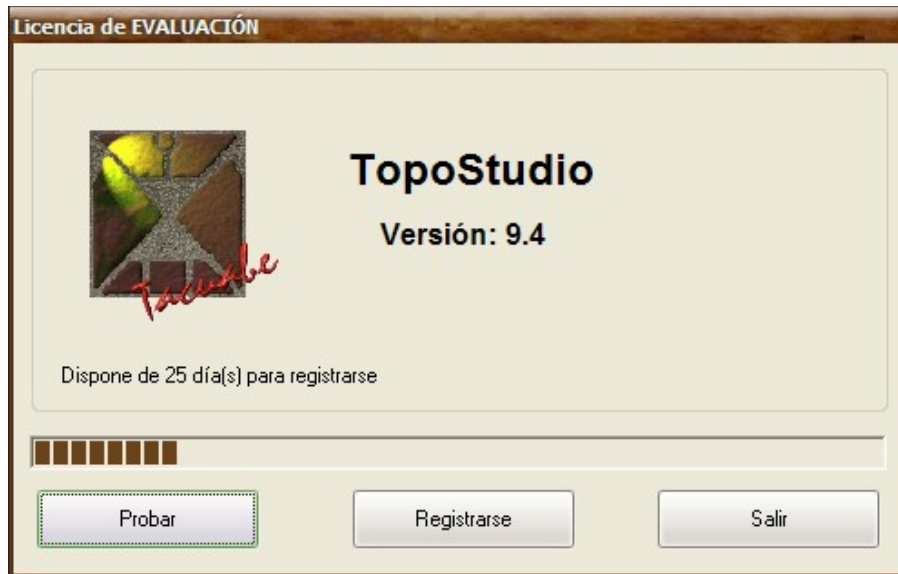 Licencia de EVALUACIÓN
TopoStudio
Versión: 9.4
Tacuabe
Dispone de 25 día(s) para registrarse
Probar
Registrarse
Salir